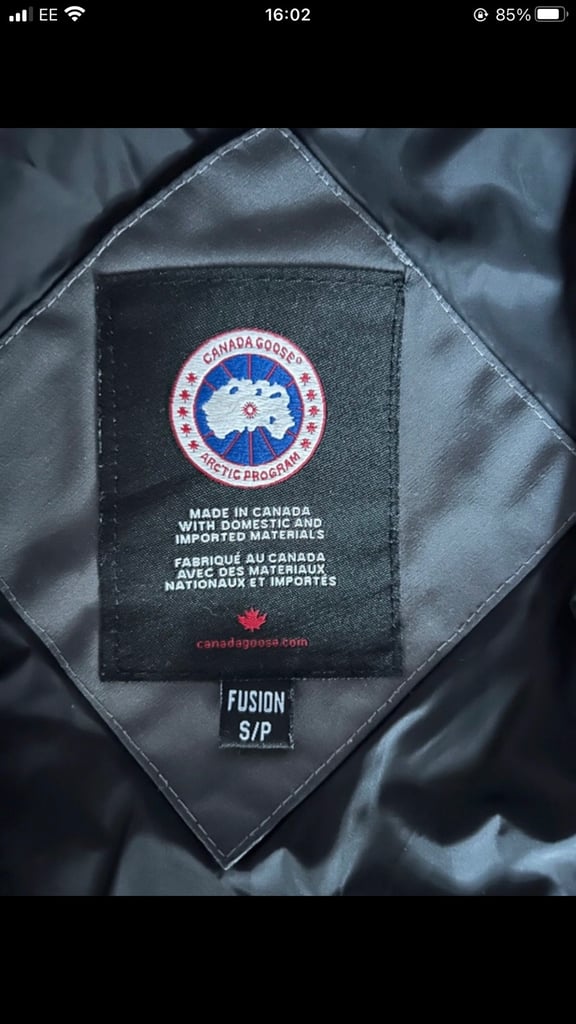 EE 16:02 85%
CANADA GOOSE®
ARCTIC PROGRAM
MADE IN CANADA
WITH DOMESTIC AND
IMPORTED MATERIALS
FABRIQUÉ AU CANADA
AVEC DES MATERIAUX
NATIONAUX ET IMPORTÉS
canadagoose.com
FUSION
S/P